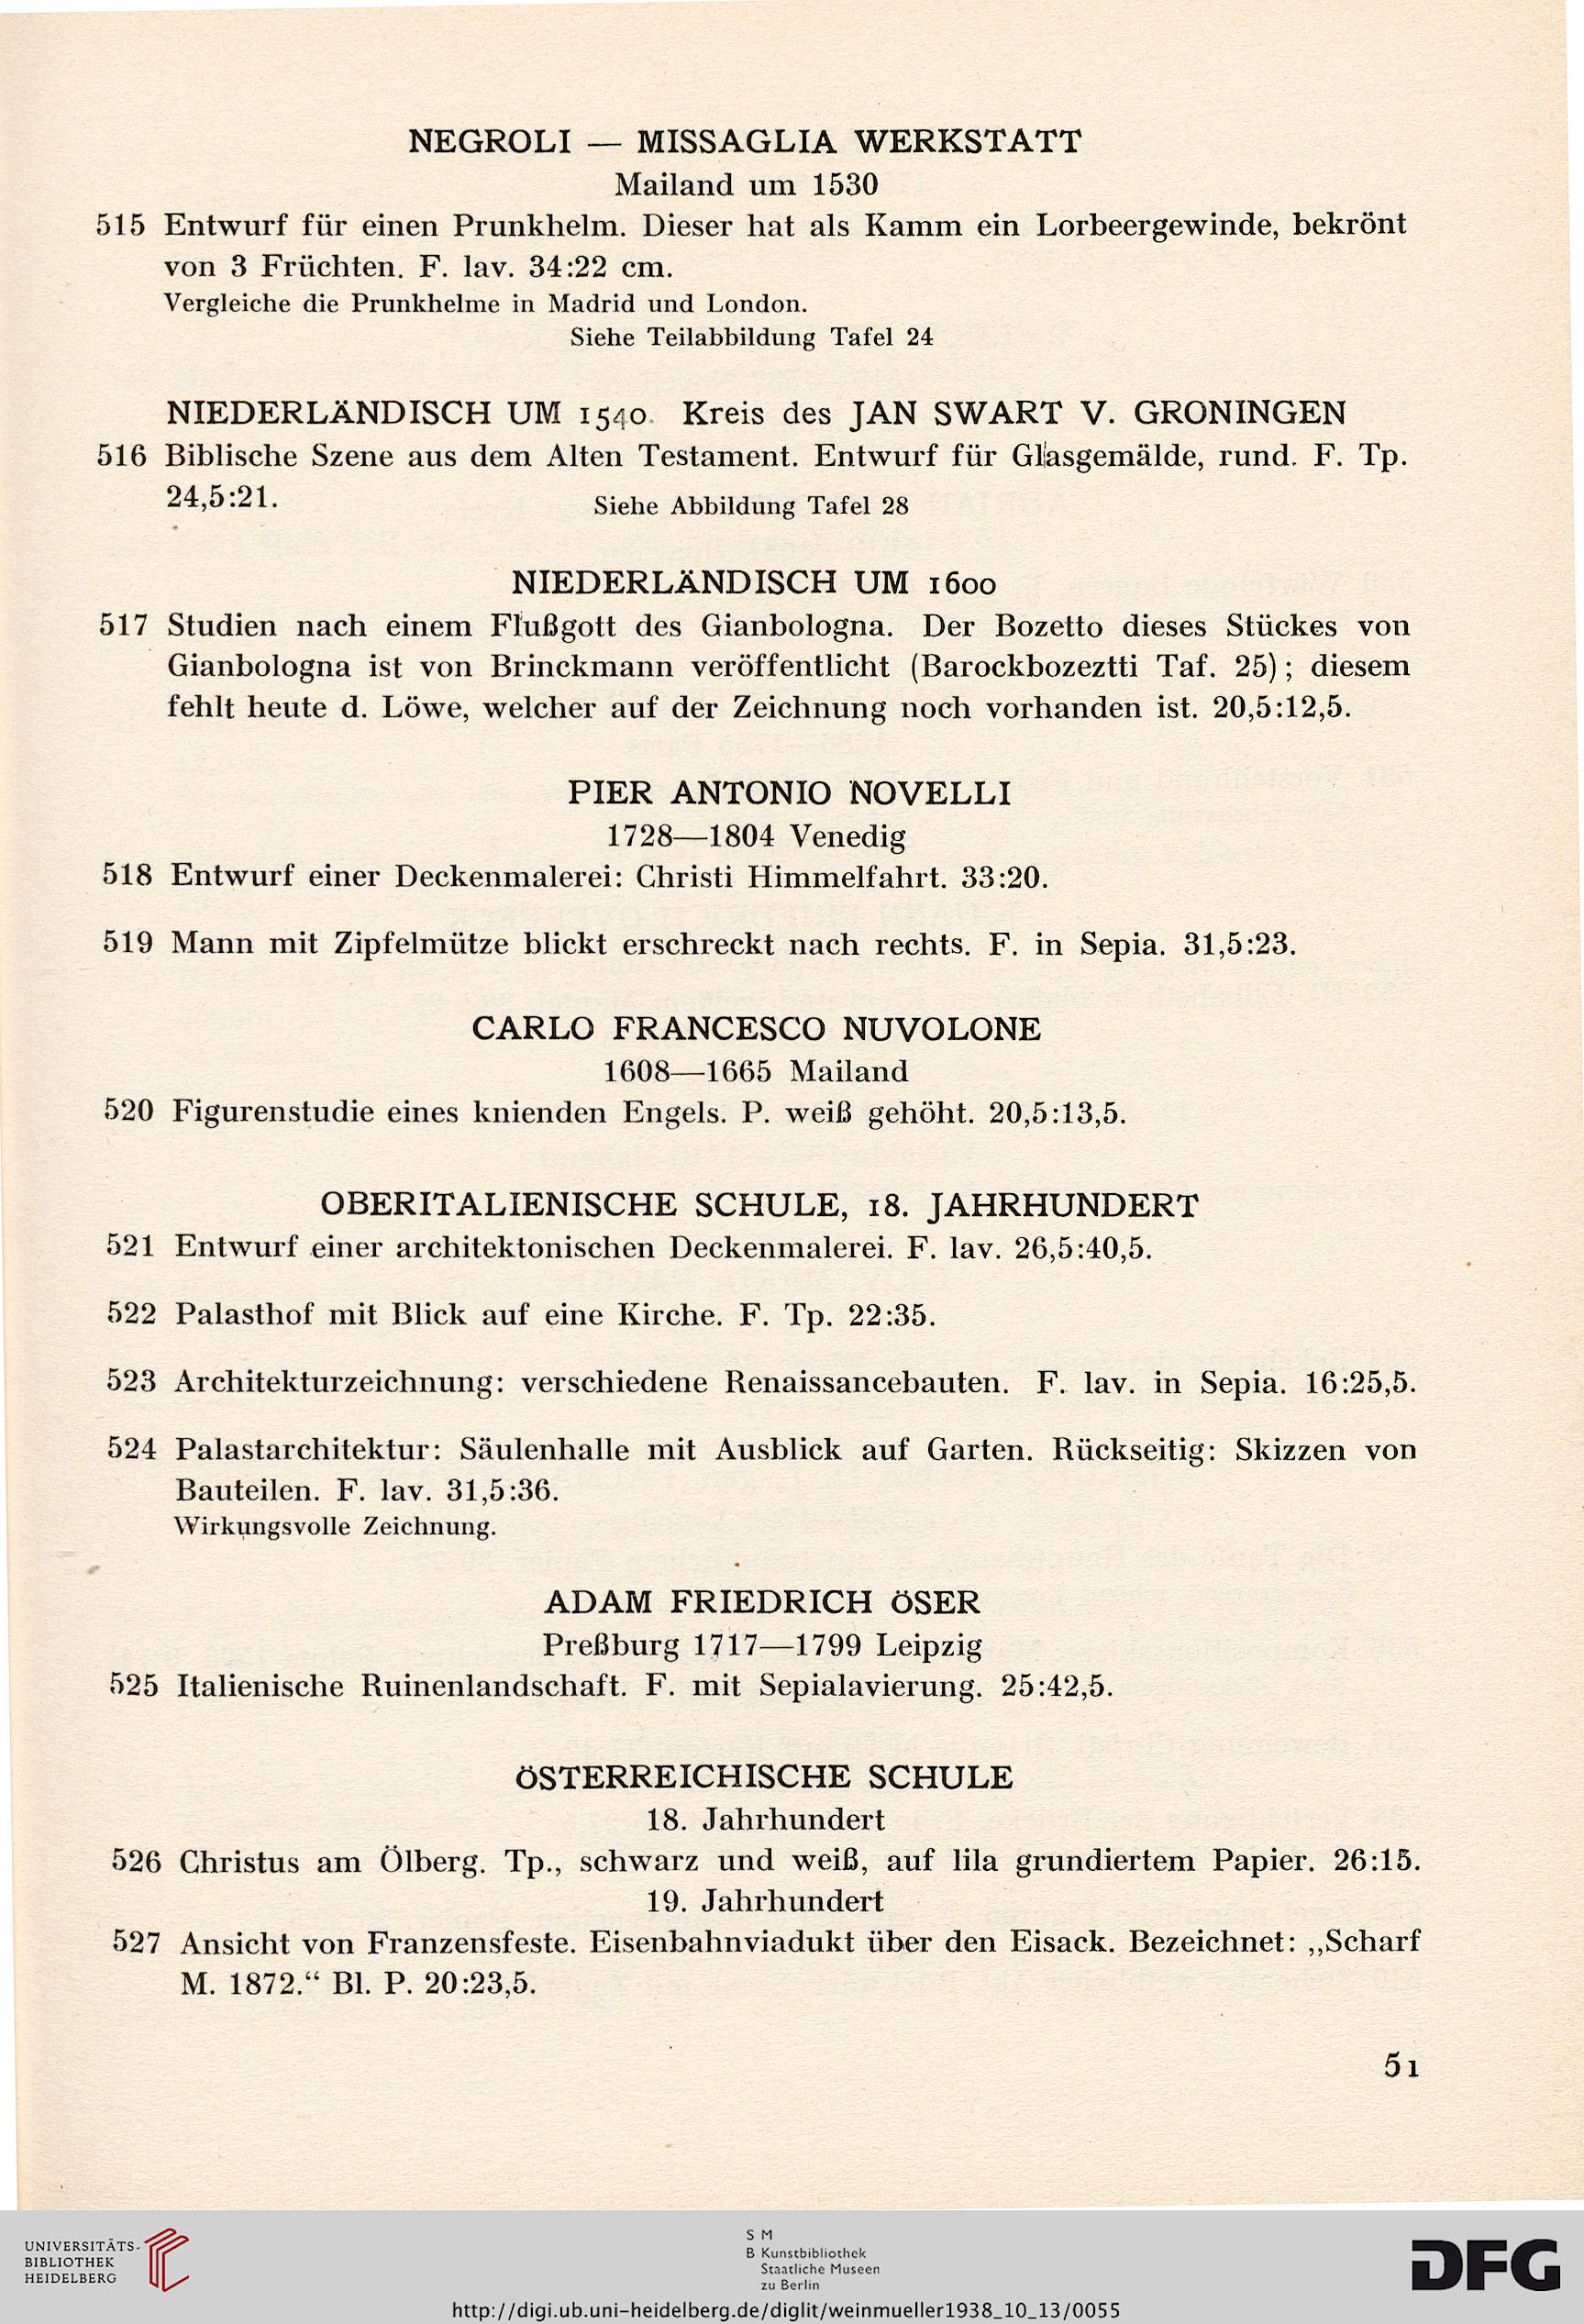 NEGROLI — MISSAGLIA WERKSTATT
Mailand um 1530
515 Entwurf für einen Prunkhelm. Dieser hat als Kamm ein Lorbeergewinde, bekrönt
von 3 Früchten. F. lav. 34:22 cm.
Vergleiche die Prunkhelme in Madrid und London.
Siehe Teilabbildung Tafel 24
NIEDERLÄNDISCH UM 1540. Kreis des JAN SWART V. GRONINGEN
516 Biblische Szene aus dem Alten Testament. Entwurf für Glasgemälde, rund. F. Tp.
24,5:21. Siehe Abbildung Tafel 28
NIEDERLÄNDISCH UM 1600
517 Studien nach einem Flußgott des Gianbologna. Der Bozetto dieses Stückes von
Gianbologna ist von Brinckmann veröffentlicht (Barockbozeztti Taf. 25); diesem
fehlt heute d. Löwe, welcher auf der Zeichnung noch vorhanden ist. 20,5:12,5.
PIER ANTONIO NOVELLI
1728—1804 Venedig
518 Entwurf einer Deckenmalerei: Christi Himmelfahrt. 33:20.
519 Mann mit Zipfelmütze blickt erschreckt nach rechts. F. in Sepia. 31,5:23.
CARLO FRANCESCO NUVOLONE
1608—1665 Mailand
520 Figurenstudie eines knienden Engels. P. weiß gehöht. 20,5:13,5.
OBERITALIENISCHE SCHULE, 18. JAHRHUNDERT
521 Entwurf einer architektonischen Deckenmalerei. F. lav. 26,5:40,5.
522 Palasthof mit Blick auf eine Kirche. F. Tp. 22:35.
523 Architekturzeichnung: verschiedene Renaissancebauten. F. lav. in Sepia. 16:25,5.
524 Palastarchitektur: Säulenhalle mit Ausblick auf Garten. Rückseitig: Skizzen von
Bauteilen. F. lav. 31,5:36.
Wirkungsvolle Zeichnung.
ADAM FRIEDRICH ÖSER
Preßburg 1717—1799 Leipzig
525 Italienische Ruinenlandschaft. F. mit Sepialavierung. 25:42,5.
ÖSTERREICHISCHE SCHULE
18. Jahrhundert
526 Christus am Ölberg. Tp., schwarz und weiß, auf lila grundiertem Papier. 26:15.
19. Jahrhundert
527 Ansicht von Franzensfeste. Eisenbahnviadukt über den Eisack. Bezeichnet: „Scharf
M. 1872.“ Bl. P. 20:23,5.
51
UNIVERSITÄTS-
BIBLIOTHEK
HEIDELBERG
S M
B Kunstbibliothek
Staatliche Museen
zu Berlin
DFG
http://digi.ub.uni-heidelberg.de/diglit/weinmueller1938_10_13/0055